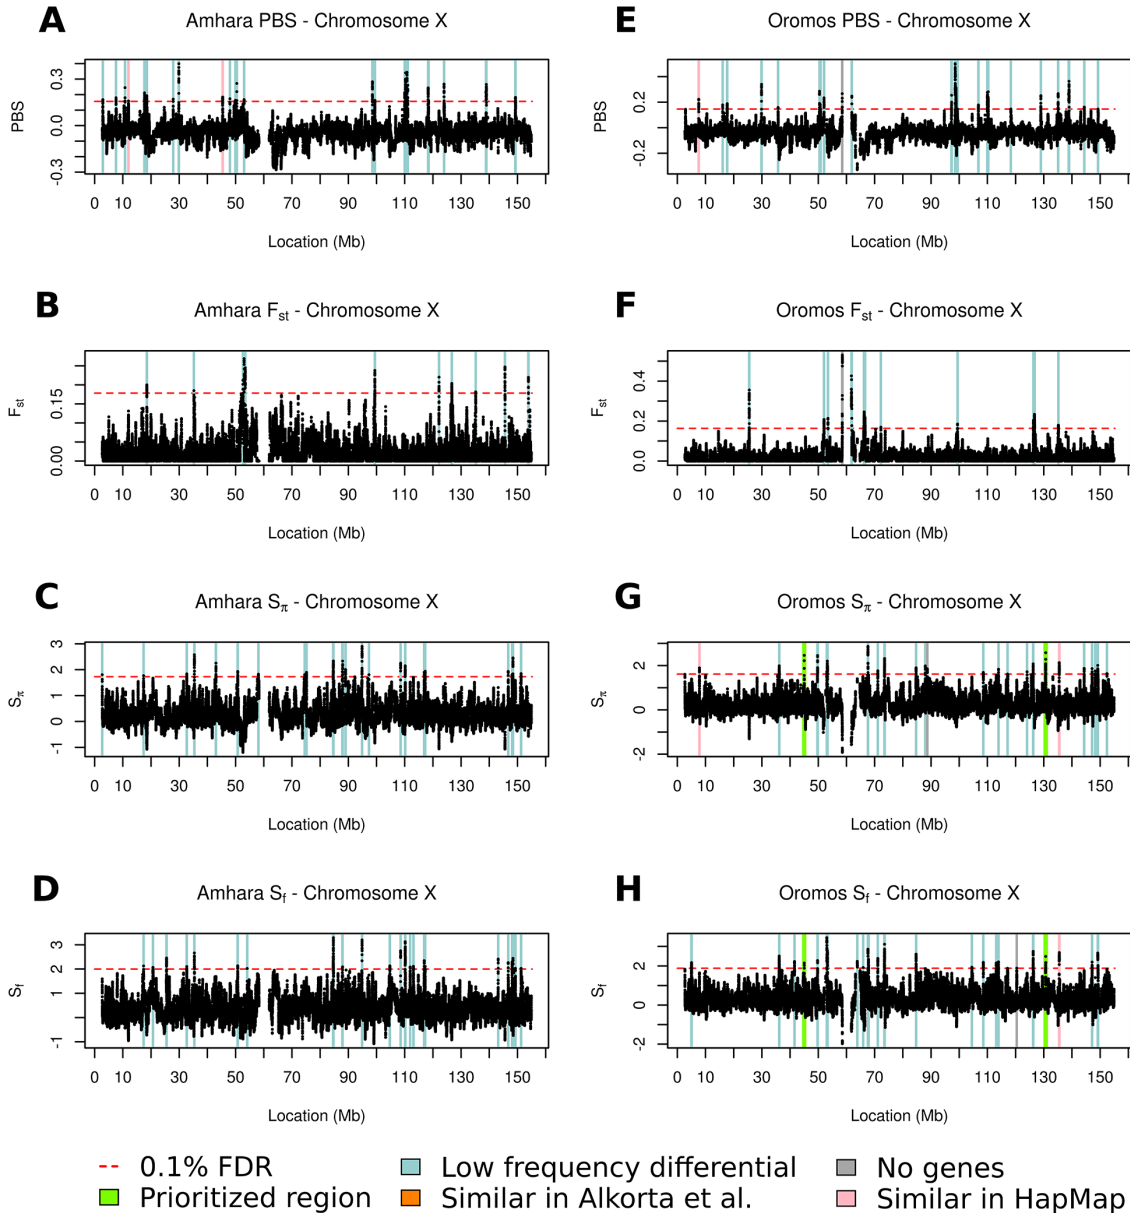 A
Amhara PBS - Chromosome X
PBS
-0.3 0.0 0.3
0 10 30 50 70 90 110 130 150
Location (Mb)
E
Oromos PBS - Chromosome X
PBS
-0.2 0.2
0 10 30 50 70 90 110 130 150
Location (Mb)
B
Amhara Fst - Chromosome X
Fst
0.00 0.15
0 10 30 50 70 90 110 130 150
Location (Mb)
F
Oromos Fst - Chromosome X
Fst
0.0 0.2 0.4
0 10 30 50 70 90 110 130 150
Location (Mb)
C
Amhara Sπ - Chromosome X
Sπ
-1 0 1 2 3
0 10 30 50 70 90 110 130 150
Location (Mb)
G
Oromos Sπ - Chromosome X
Sπ
-2 0 2
0 10 30 50 70 90 110 130 150
Location (Mb)
D
Amhara Sf - Chromosome X
Sf
-1 1 2 3
0 10 30 50 70 90 110 130 150
Location (Mb)
H
Oromos Sf - Chromosome X
Sf
-2 0 2
0 10 30 50 70 90 110 130 150
Location (Mb)
0.1% FDR
Low frequency differential
No genes
Prioritized region
Similar in Alkorta et al.
Similar in HapMap